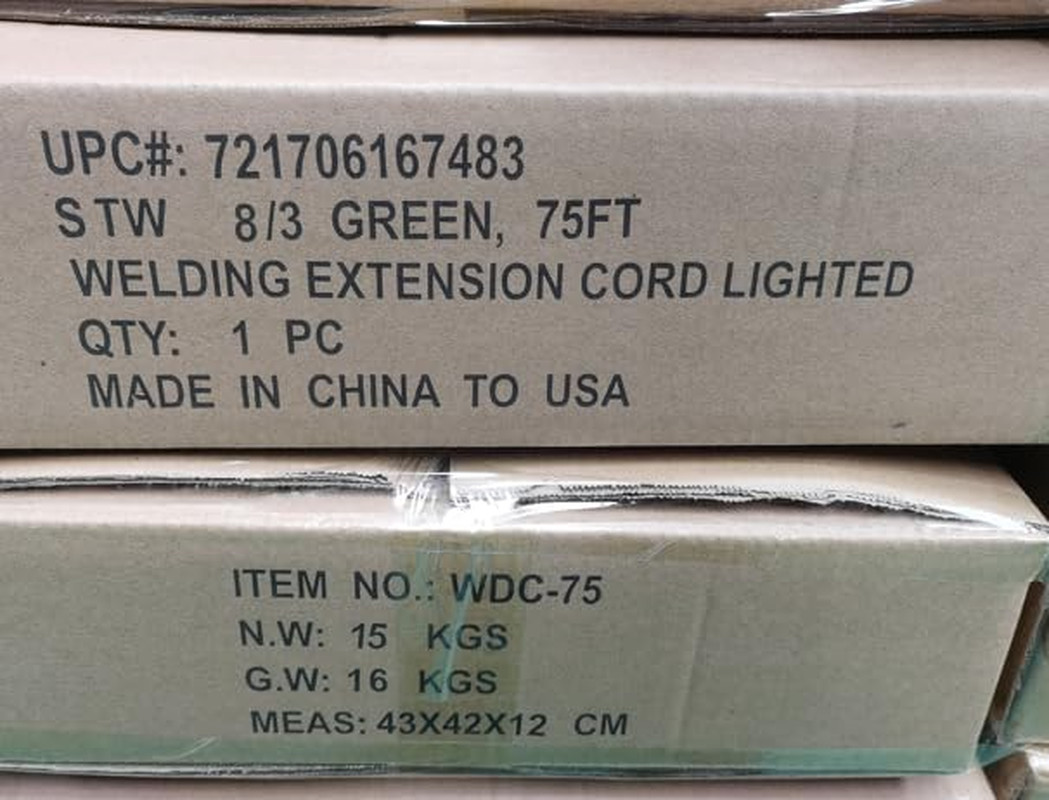 UPC#: 721706167483
STW 8/3 GREEN, 75FT
WELDING EXTENSION CORD LIGHTED
QTY: 1 PC
MADE IN CHINA TO USA
ITEM NO.: WDC-75
N.W: 15 KGS
G.W: 16 KGS
MEAS: 43X42X12 CM